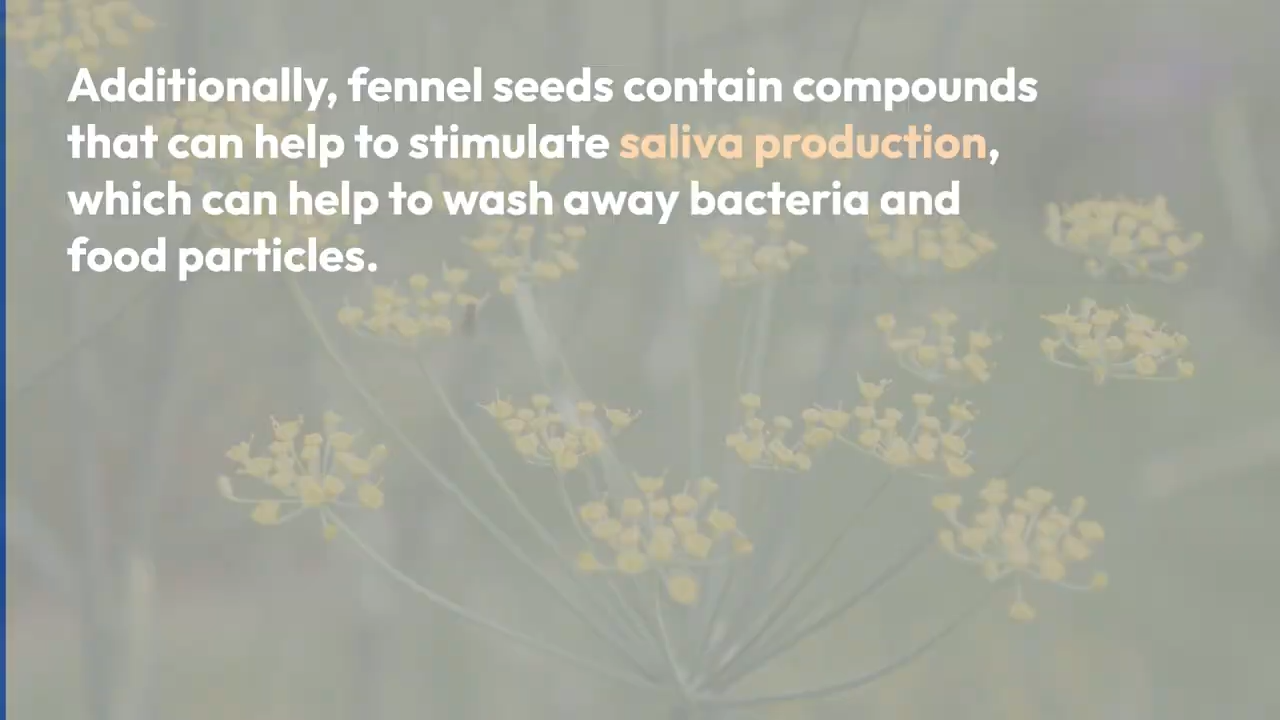 Additionally, fennel seeds contain compounds
that can help to stimulate saliva production,
which can help to wash away bacteria and
food particles.